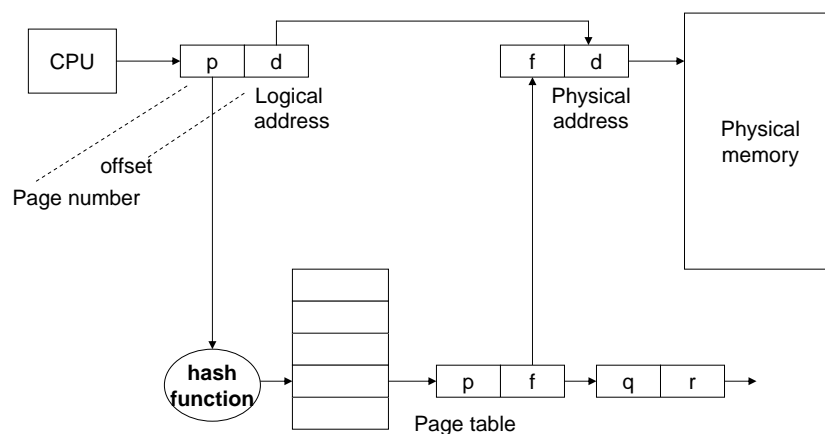 CPU
p d
f d
Logical
address
Physical
address
Physical
memory
offset
Page number
hash
function
p f
q r
Page table